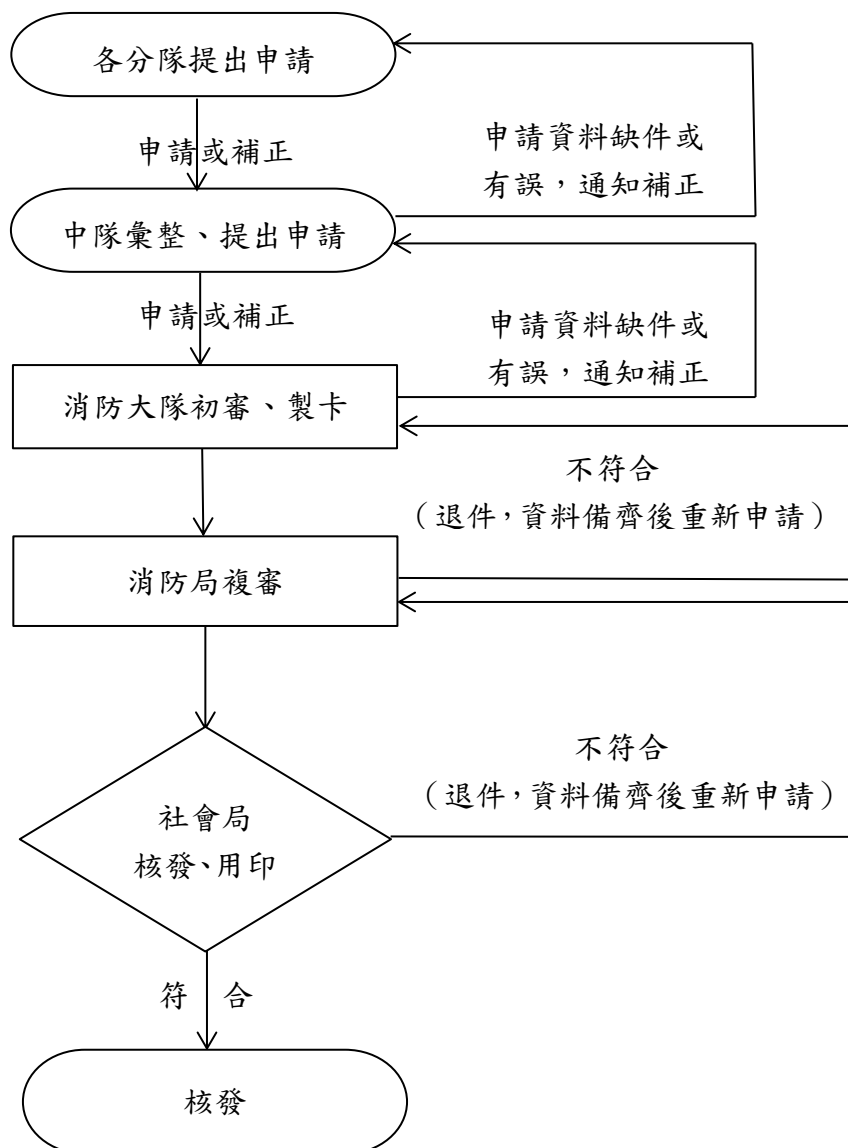 各分隊提出申請
申請或補正
申請資料缺件或
有誤，通知補正
中隊彙整、提出申請
申請或補正
申請資料缺件或
有誤，通知補正
消防大隊初審、製卡
不符合
（退件，資料備齊後重新申請）
消防局複審
不符合
（退件，資料備齊後重新申請）
社會局
核發、用印
符 合
核發